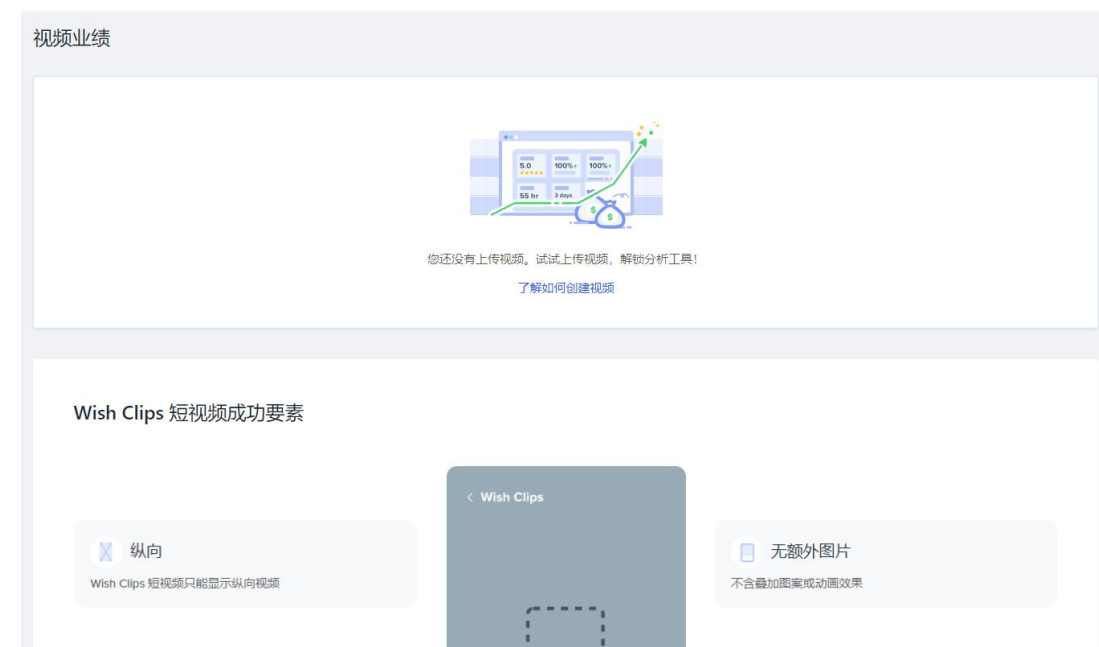 视频业绩
5.0
100%
100%
55 hr
3 days
$
$
您还没有上传视频。试试上传视频，解锁分析工具！
了解如何创建视频
Wish Clips 短视频成功要素
< Wish Clips
纵向
Wish Clips 短视频只能显示纵向视频
无额外图片
不含叠加图案或动画效果